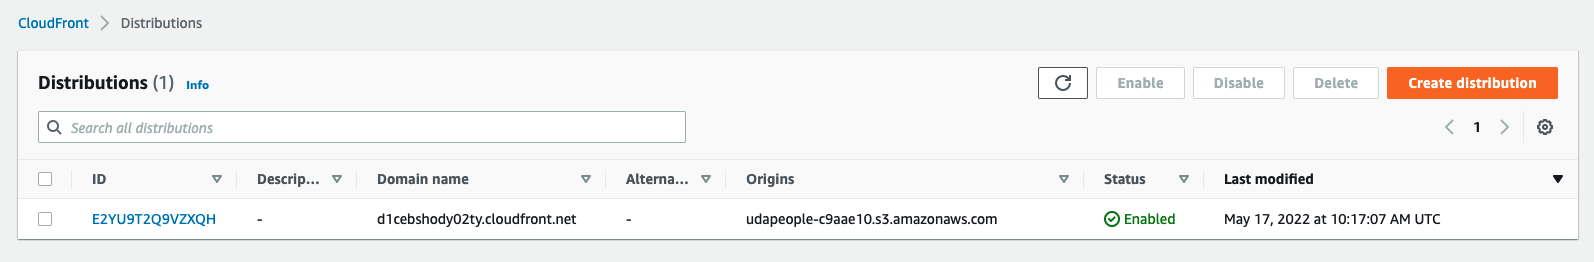 CloudFront > Distributions
Distributions (1) Info
Enable Disable Delete Create distribution
Search all distributions
1
ID Descrip... Domain name Alterna... Origins Status Last modified
E2YU9T2Q9VZXQH - d1cebshody02ty.cloudfront.net - udapeople-c9aae10.s3.amazonaws.com Enabled May 17, 2022 at 10:17:07 AM UTC